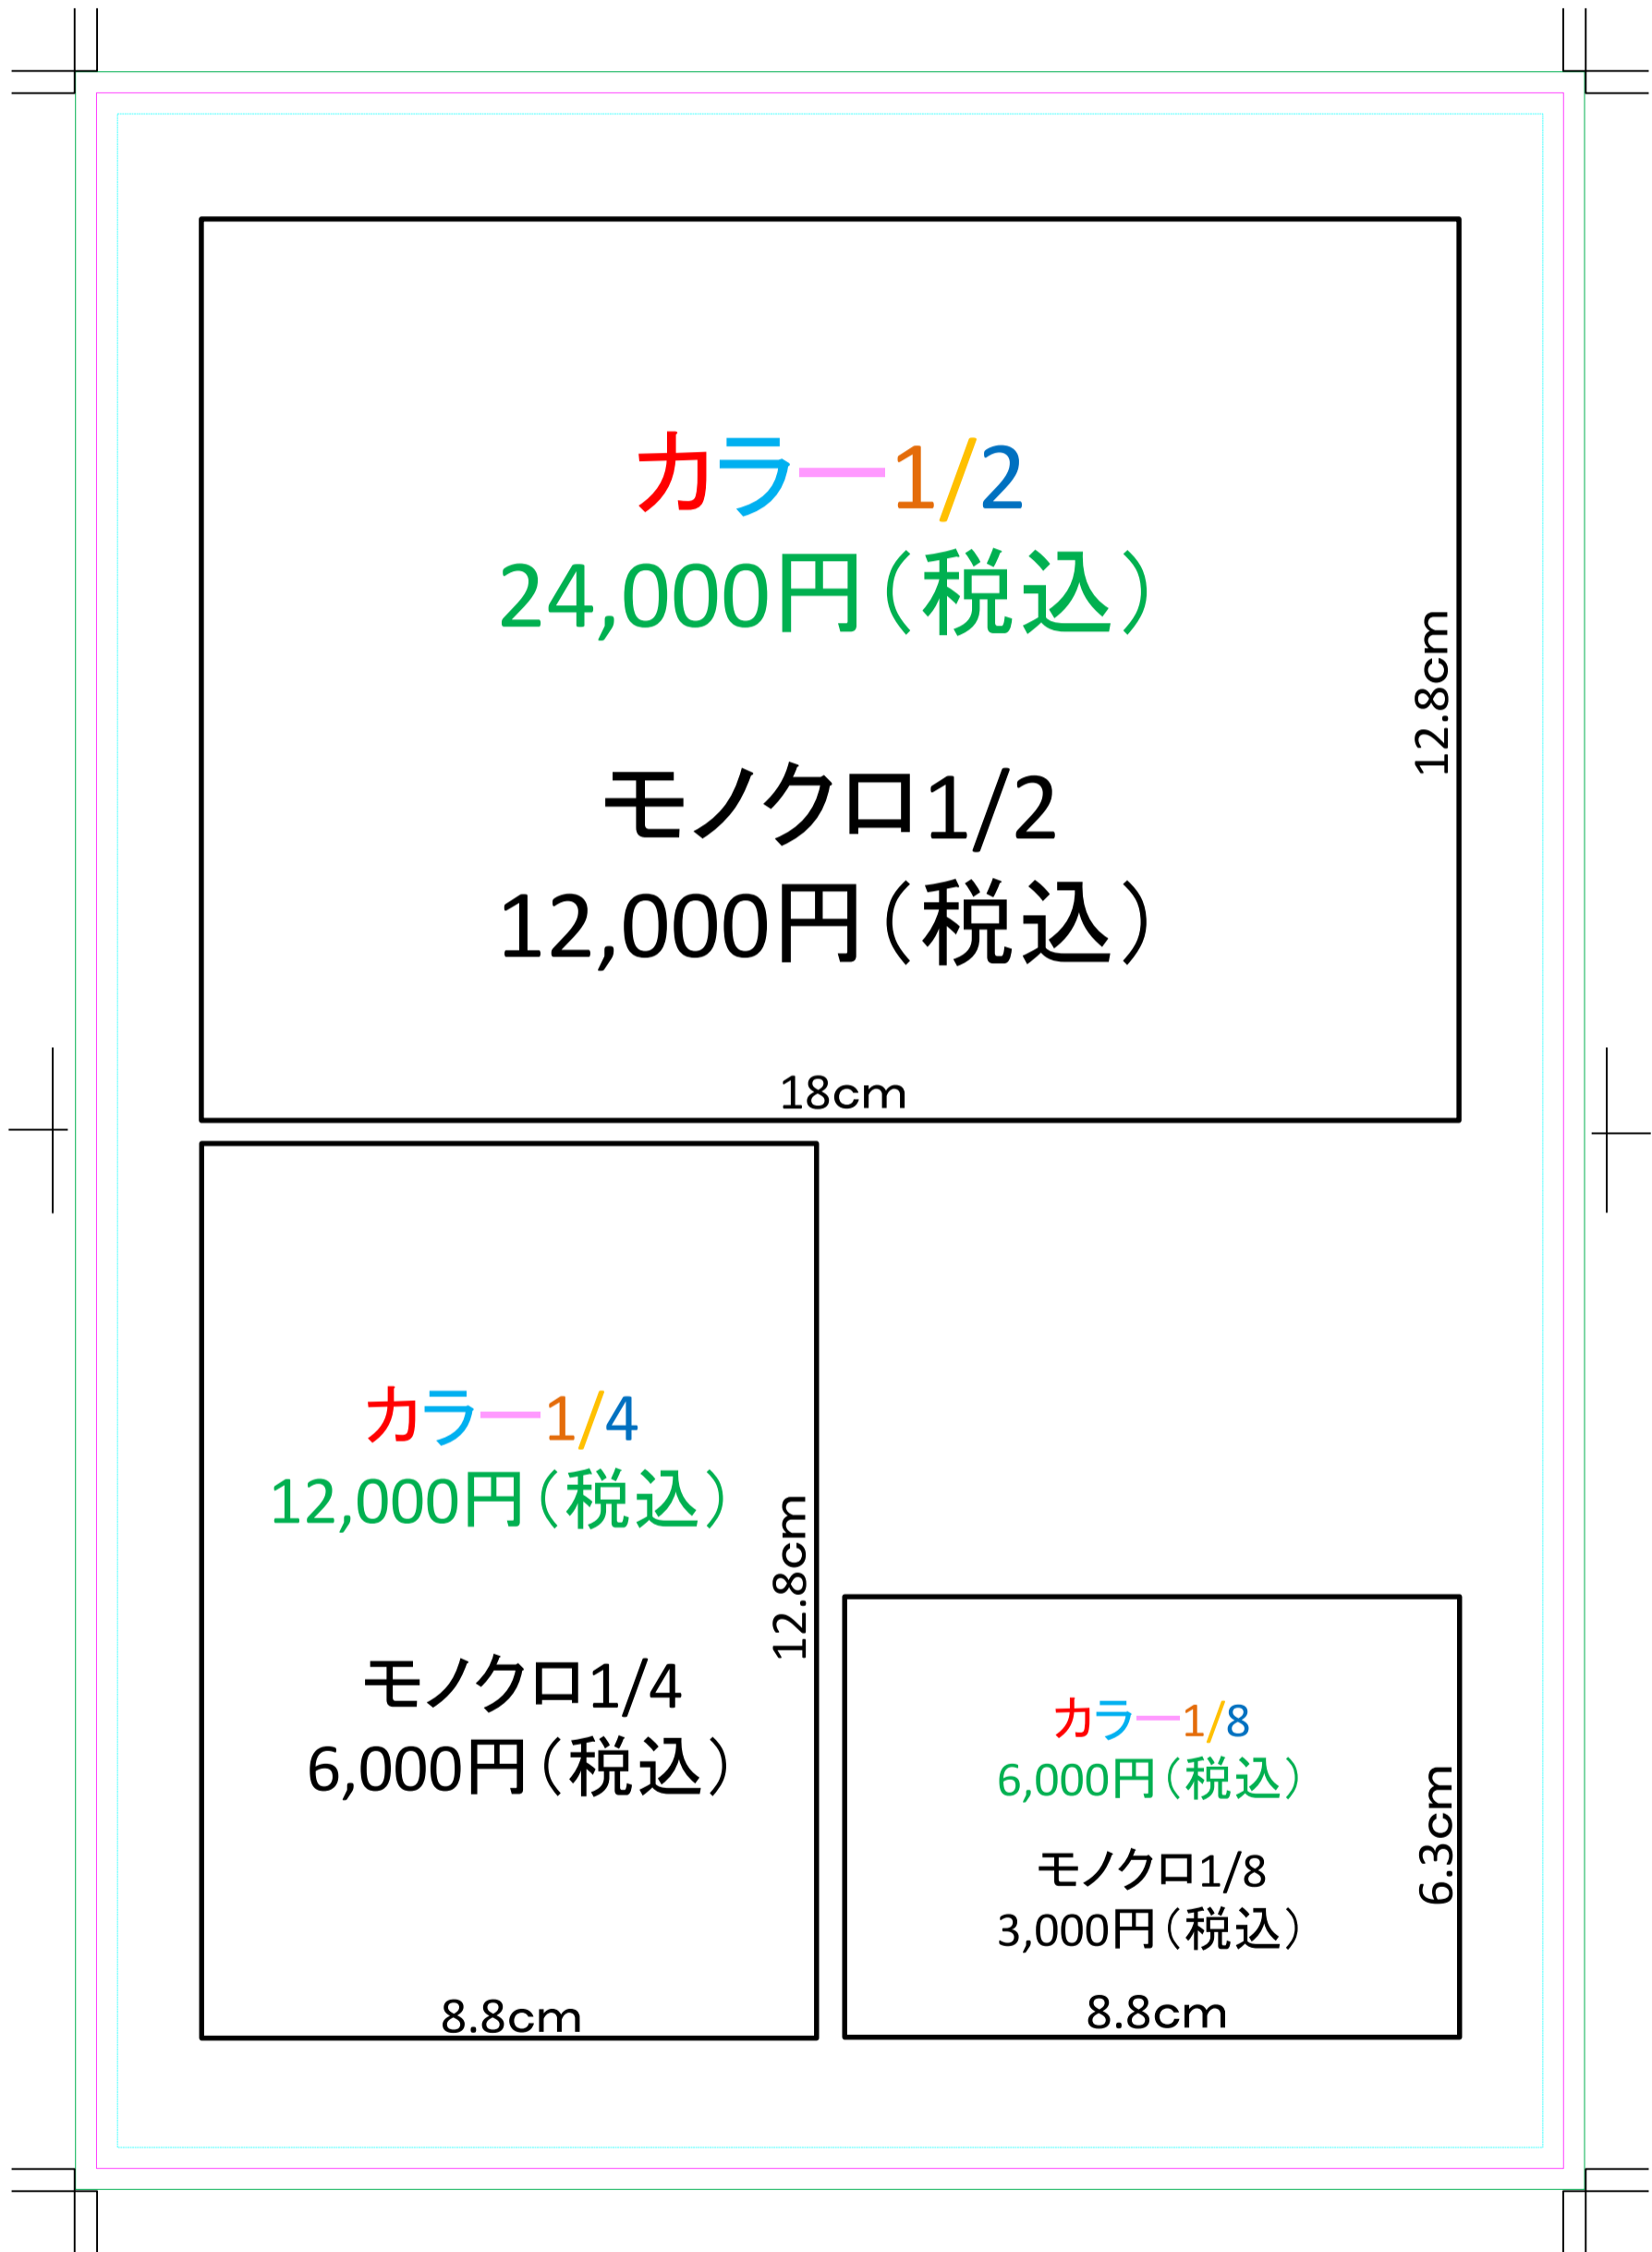 カラー1/2
24,000円（税込）
モノクロ1/2
12,000円（税込）
12.8cm
18cm
カラー1/4
12,000円（税込）
モノクロ1/4
6,000円（税込）
12.8cm
8.8cm
カラー1/8
6,000円（税込）
モノクロ1/8
3,000円（税込）
6.3cm
8.8cm